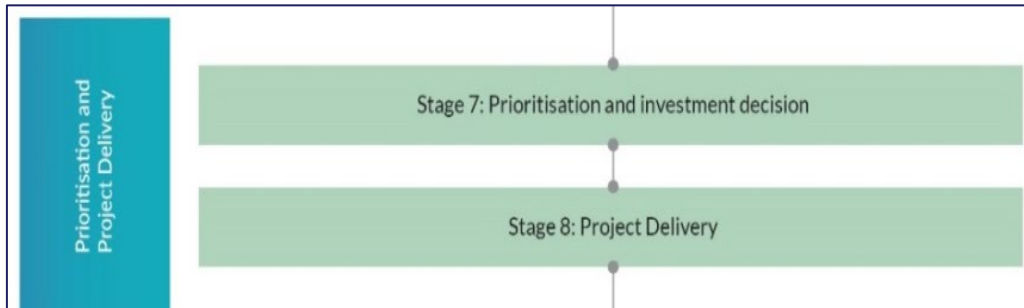 Prioritisation and
Project Delivery
Stage 7: Prioritisation and investment decision
Stage 8: Project Delivery